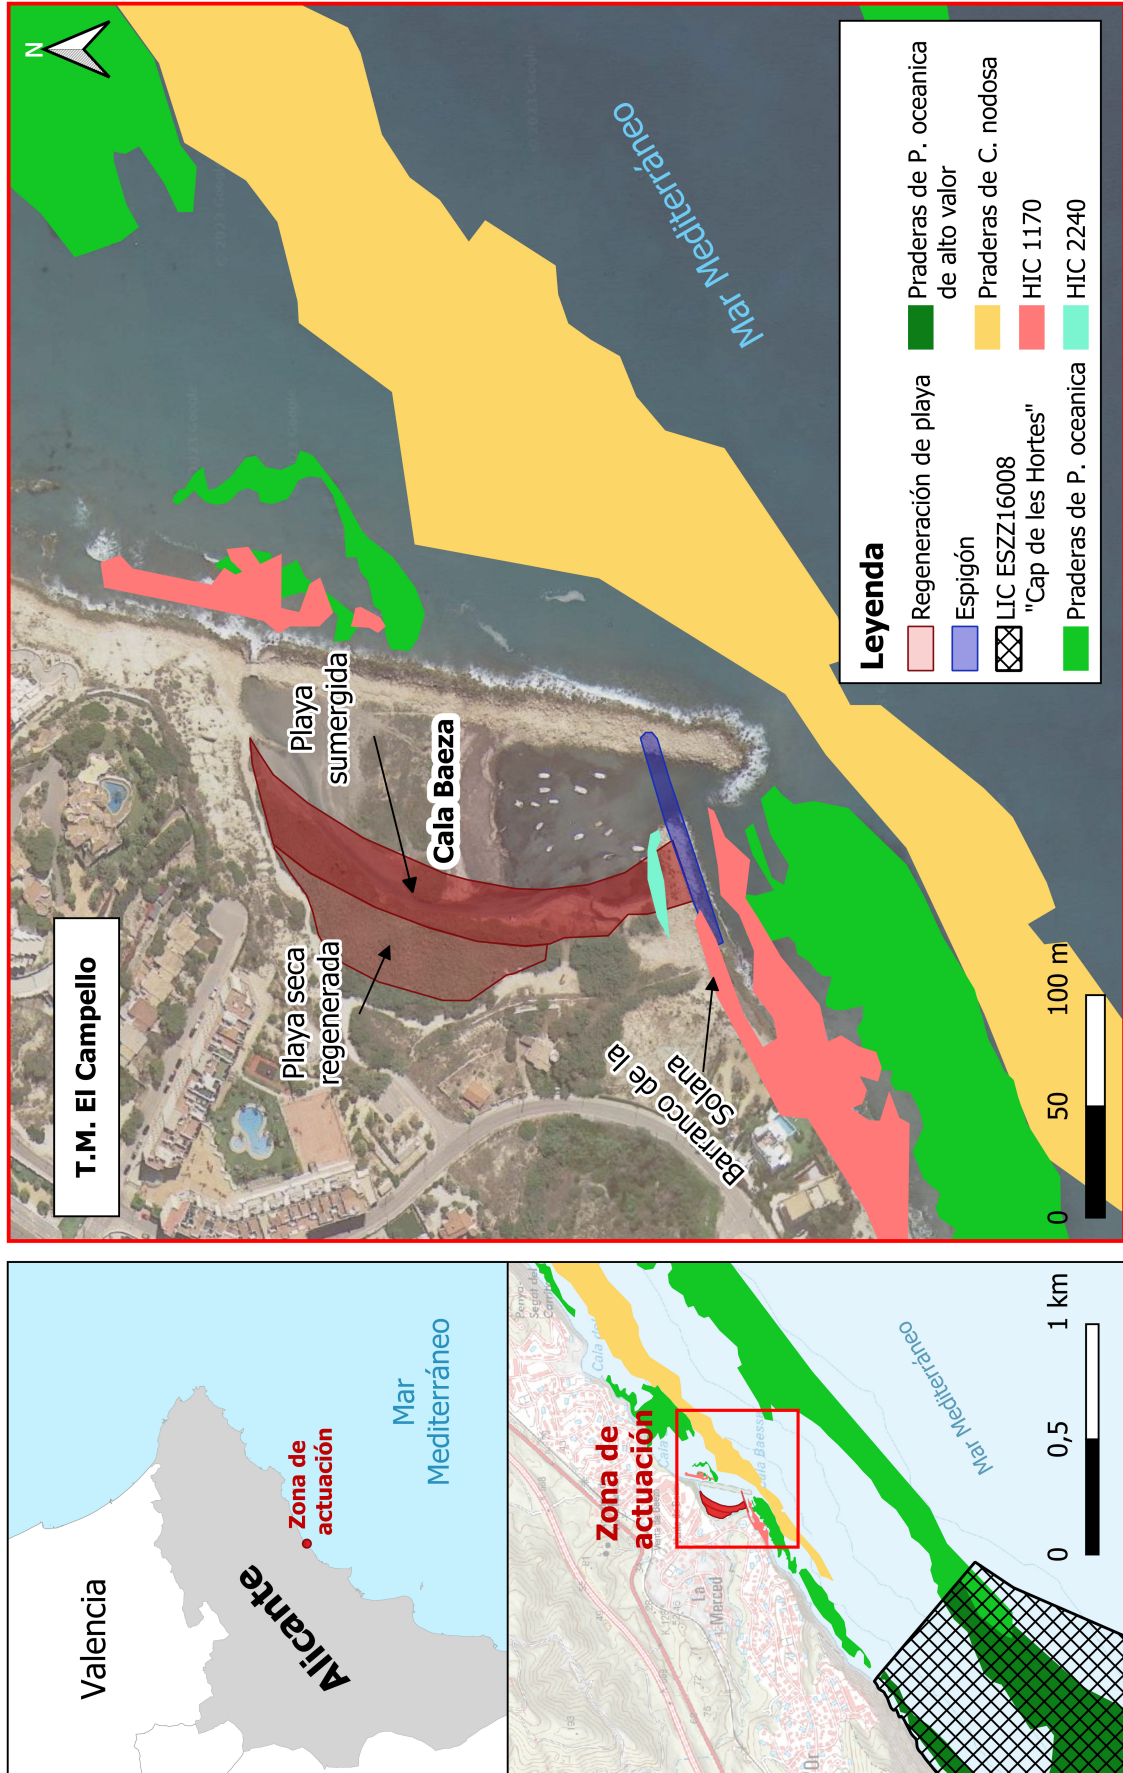 Valencia
Alicante
Zona de
actuación
Mar
Mediterráneo
Zona de
actuación
La
Merced
Mar Mediterráneo
0
0,5
1 km
T.M. El Campello
N
Playa seca
regenerada
Playa
sumergida
Cala Baeza
Barranco de la
Solana
Mar Mediterráneo
0
50
100 m
Leyenda
Regeneración de playa
Espigón
LIC ESZZ16008
"Cap de les Hortes"
Praderas de P. oceanica
Praderas de P. oceanica
de alto valor
Praderas de C. nodosa
HIC 1170
HIC 2240